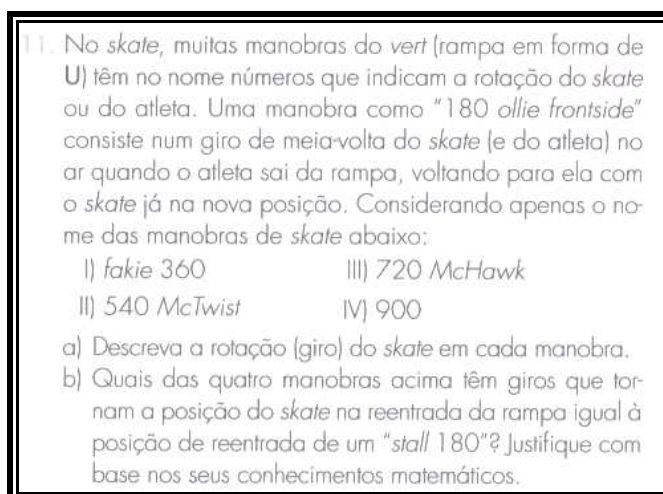 11. No skate, muitas manobras do vert (rampa em forma de
U) têm no nome números que indicam a rotação do skate
ou do atleta. Uma manobra como "180 ollie frontside"
consiste num giro de meia-volta do skate (e do atleta) no
ar quando o atleta sai da rampa, voltando para ela com
o skate já na nova posição. Considerando apenas o no-
me das manobras de skate abaixo:
I) fakie 360 III) 720 McHawk
II) 540 McTwist IV) 900
a) Descreva a rotação (giro) do skate em cada manobra.
b) Quais das quatro manobras acima têm giros que tor-
nam a posição do skate na reentrada da rampa igual à
posição de reentrada de um "stall 180"? Justifique com
base nos seus conhecimentos matemáticos.